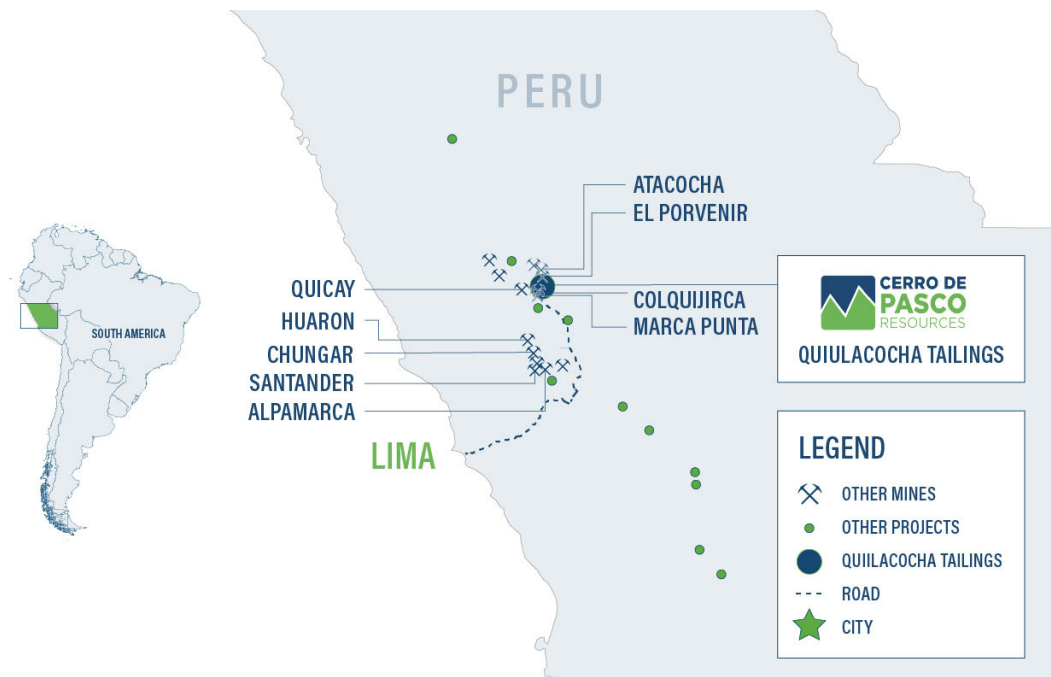 PERU
ATACOCHA
EL PORVENIR
QUICAY
HUARON
CHUNGAR
SANTANDER
ALPAMARCA
COLQUIJIRCA
MARCA PUNTA
LIMA
SOUTH AMERICA
CERRO DE
PASCO
RESOURCES
QUIULACOCHA TAILINGS
LEGEND
OTHER MINES
OTHER PROJECTS
QUIILACOCHA TAILINGS
ROAD
CITY